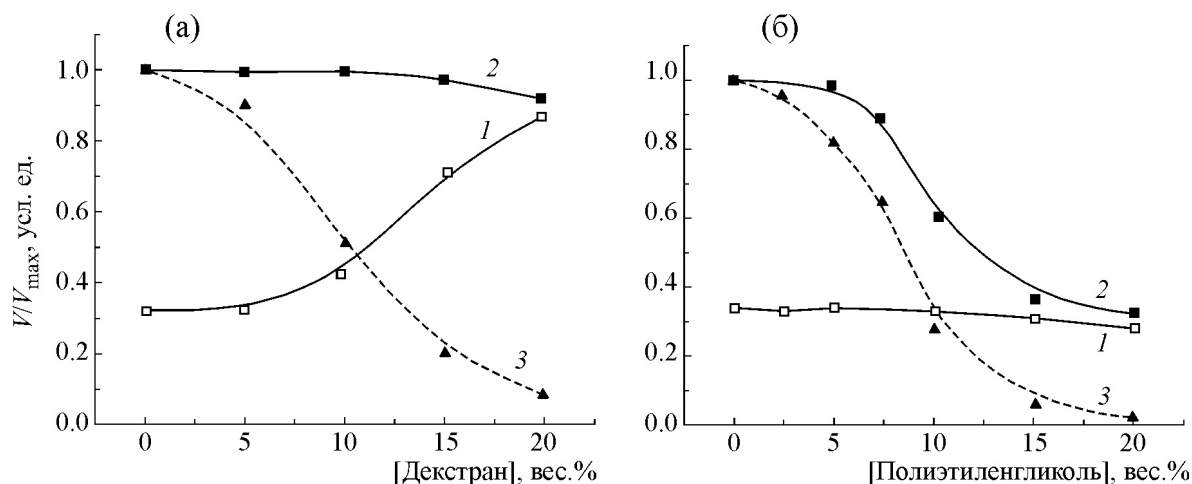 (а)
V/Vmax, усл. ед.
1.0
0.8
0.6
0.4
0.2
0.0
2
1
3
0 5 10 15 20
[Декстран], вес.%
(б)
1.0
0.8
0.6
0.4
0.2
0.0
2
1
3
0 5 10 15 20
[Полиэтиленгликоль], вес.%